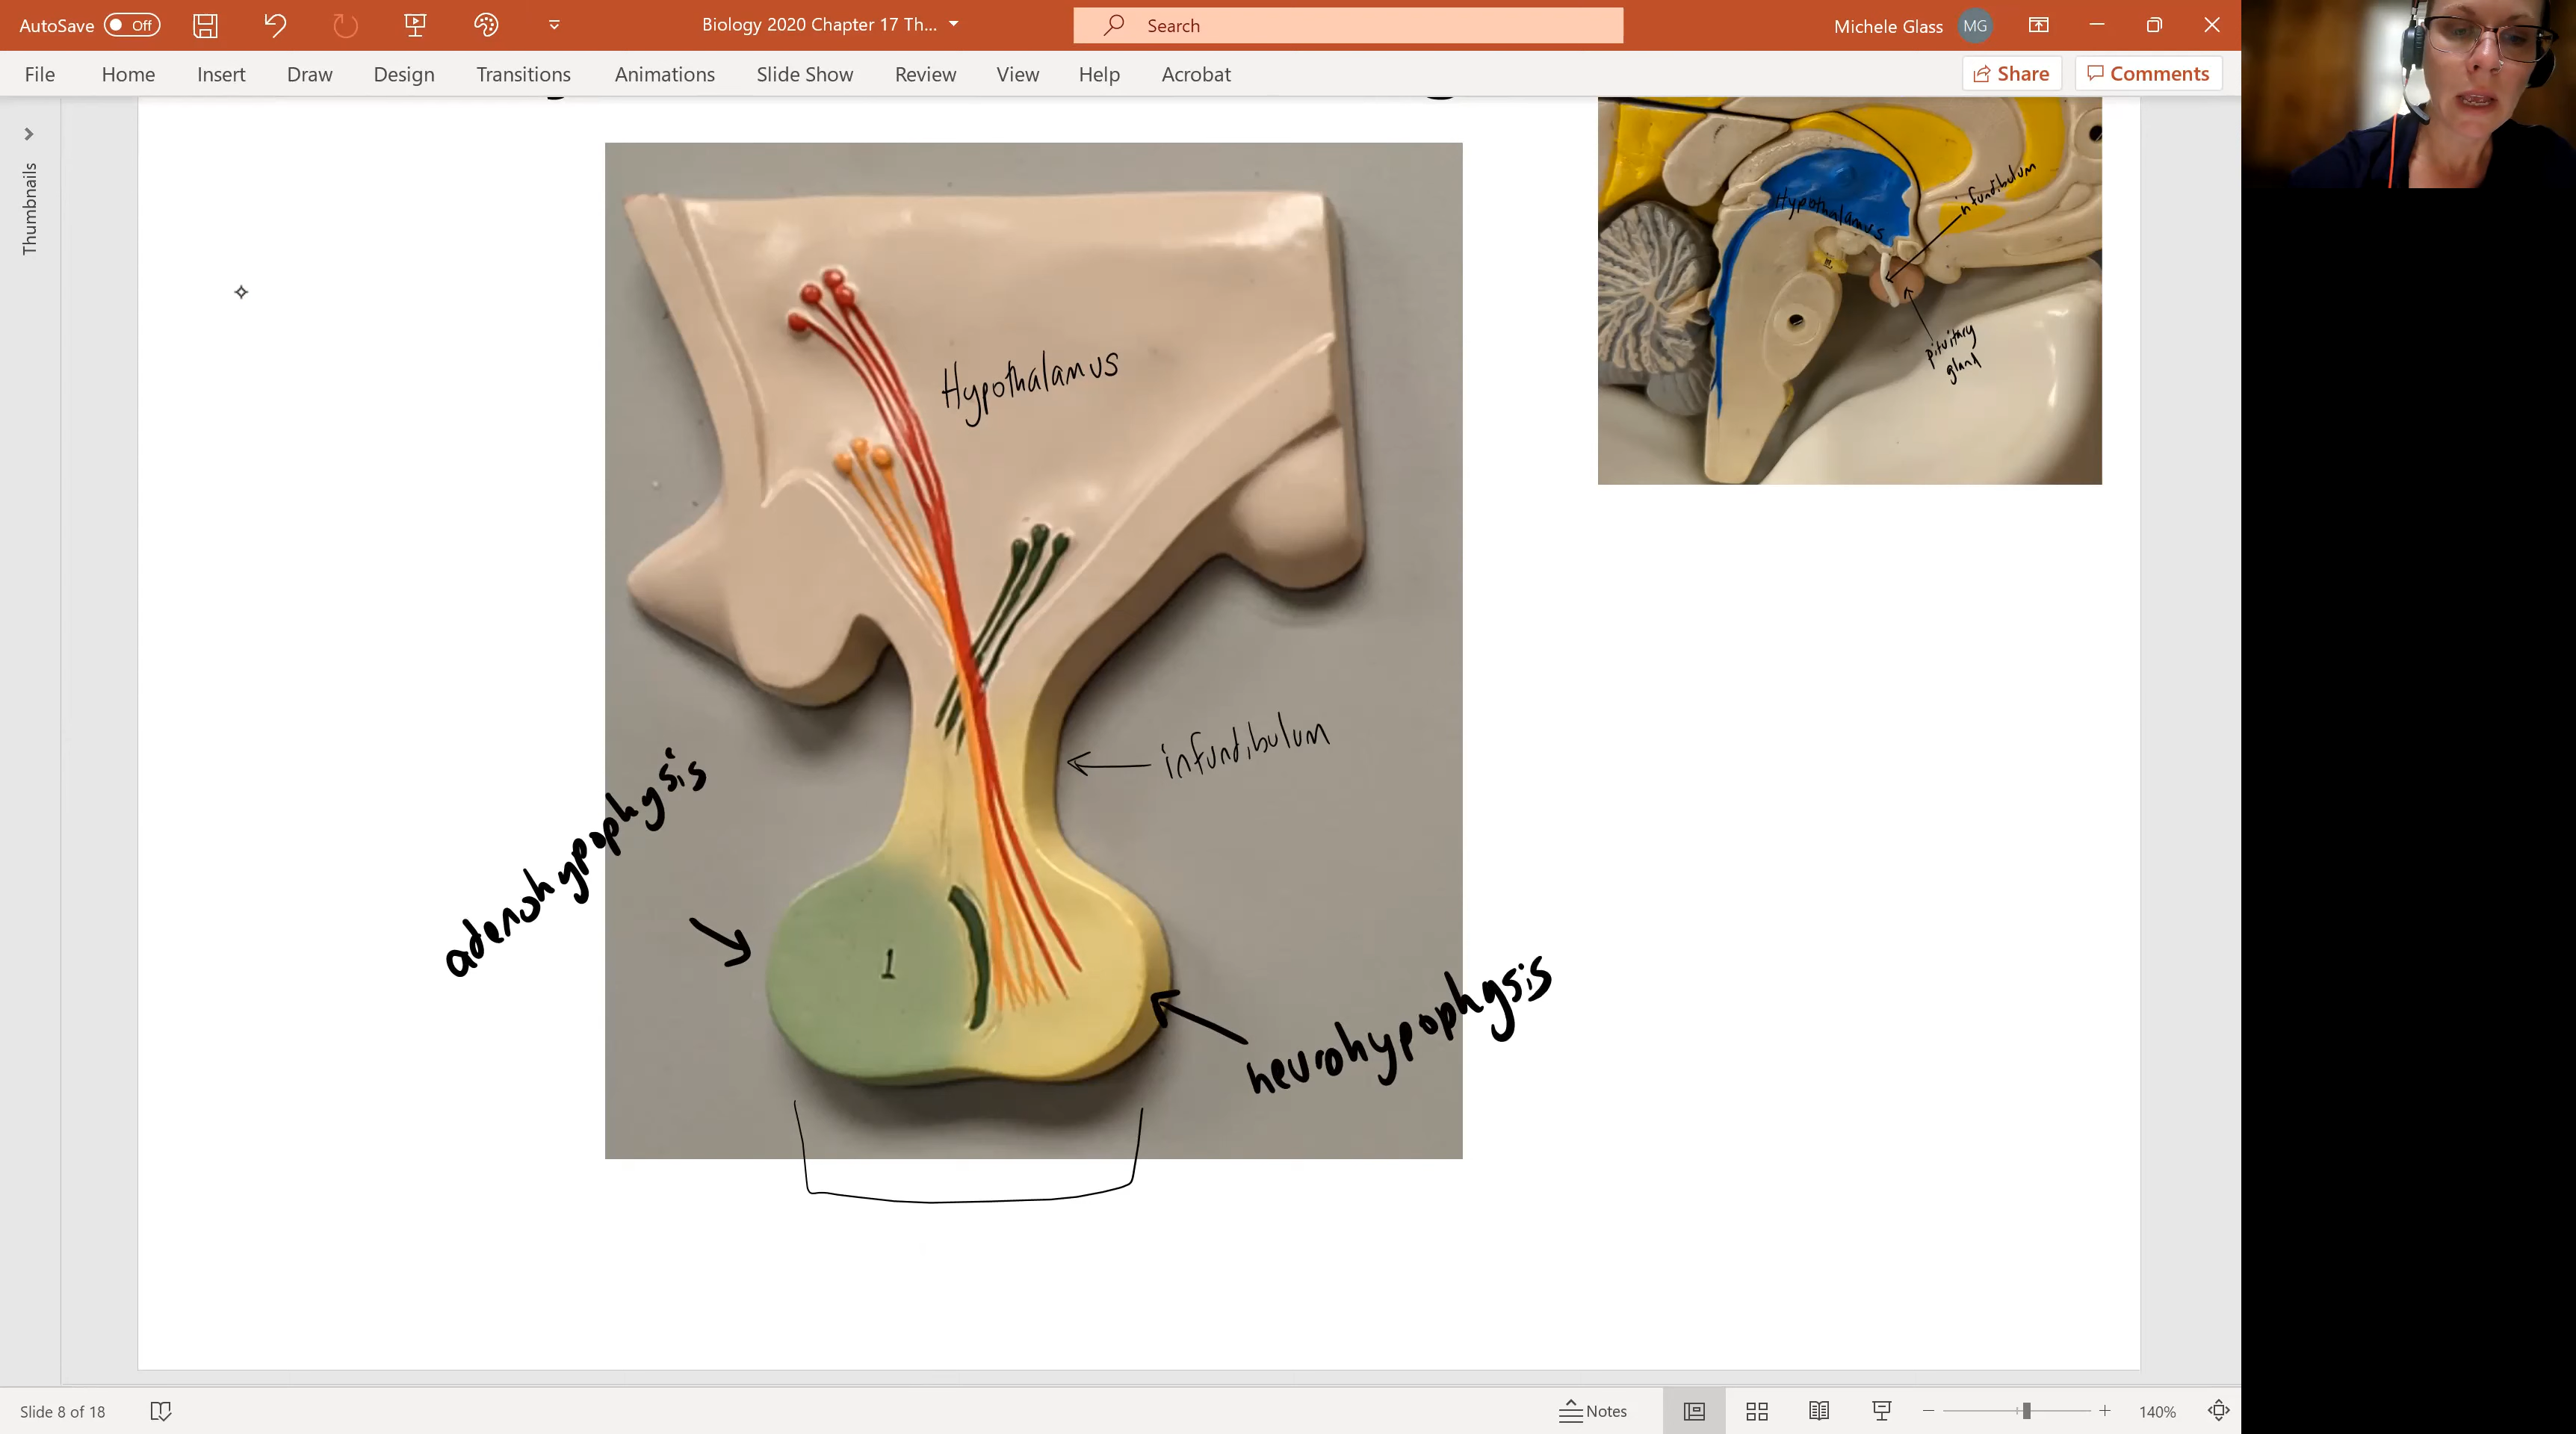 AutoSave Off
Biology 2020 Chapter 17 Th...
Search
Michele Glass MG
File Home Insert Draw Design Transitions Animations Slide Show Review View Help Acrobat
Share Comments
Thumbnails
Hypothalamus
infundibulum
adenohypophysis
1
neurohypophysis
Hypothalamus
infundibulum
pituitary
gland
Slide 8 of 18
Notes
140%